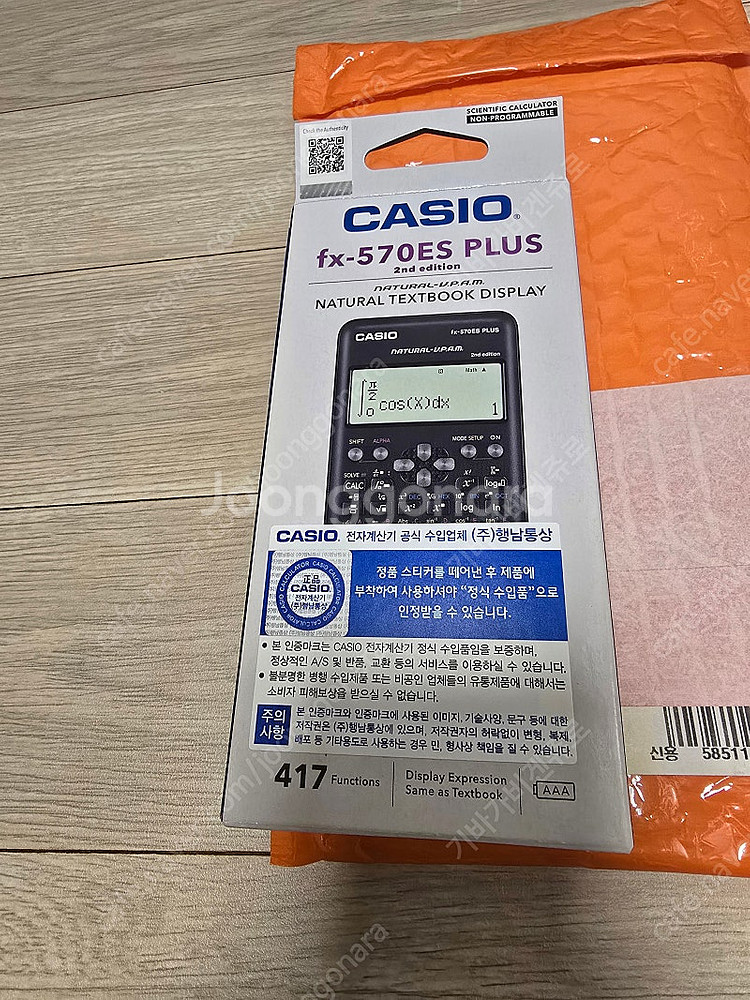 SCIENTIFIC CALCULATOR
NON-PROGRAMMABLE
Check the Authenticity
CASIO
fx-570ES PLUS
2nd edition
NATURAL-V.P.A.M.
NATURAL TEXTBOOK DISPLAY
CASIO fx-570ES PLUS
NATURAL-V.P.A.M.
2nd edition
Math ▲
∫ π/2 0 cos(X)dx 1
SHIFT ALPHA MODE SETUP ON
SOLVE
CALC
Joonggonara
CASIO 전자계산기 공식 수입업체 (주)행남통상
CASIO CALCULATOR
正品
CASIO
전자계산기
(주)행남통상
정품 스티커를 떼어낸 후 제품에
부착하여 사용하셔야 "정식 수입품"으로
인정받을 수 있습니다.
• 본 인증마크는 CASIO 전자계산기 정식 수입품임을 보증하며,
정상적인 A/S 및 반품, 교환 등의 서비스를 이용하실 수 있습니다.
• 불분명한 병행 수입제품 또는 비공인 업체들의 유통제품에 대해서는
소비자 피해보상을 받으실 수 없습니다.
주의
사항
본 인증마크와 인증마크에 사용된 이미지, 기술사양, 문구 등에 대한
저작권은 (주)행남통상에 있으며, 저작권자의 허락없이 변형, 복제,
배포 등 기타용도로 사용하는 경우 민, 형사상 책임을 질 수 있습니다.
417 Functions
Display Expression
Same as Textbook
AAA
신용 58511